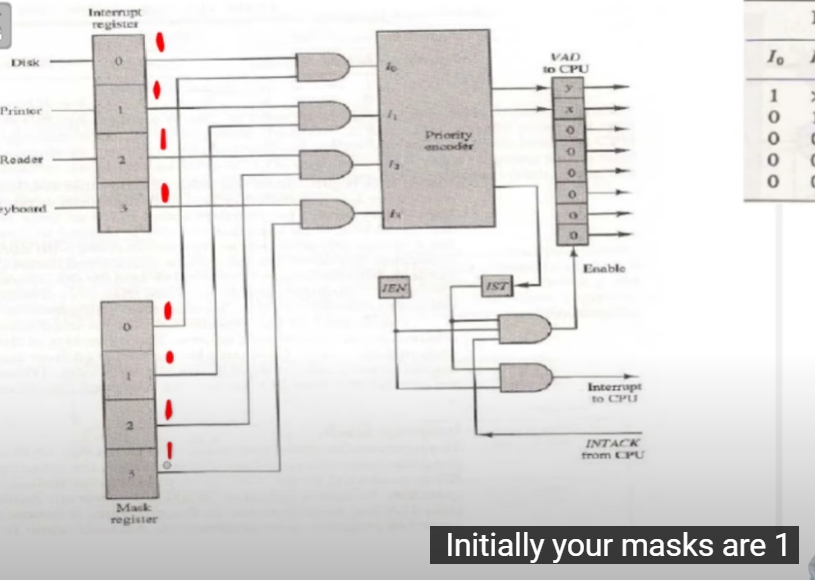 Interrupt
register
Disk
0
Printer
1
Reader
2
eyboard
3
0
1
2
3
Mask
register
I0
I1
I2
I3
Priority
encoder
VAD
to CPU
y
x
0
0
0
0
0
0
Enable
IEN
IST
Interrupt
to CPU
INTACK
from CPU
I0
1
0
0
0
0
Initially your masks are 1